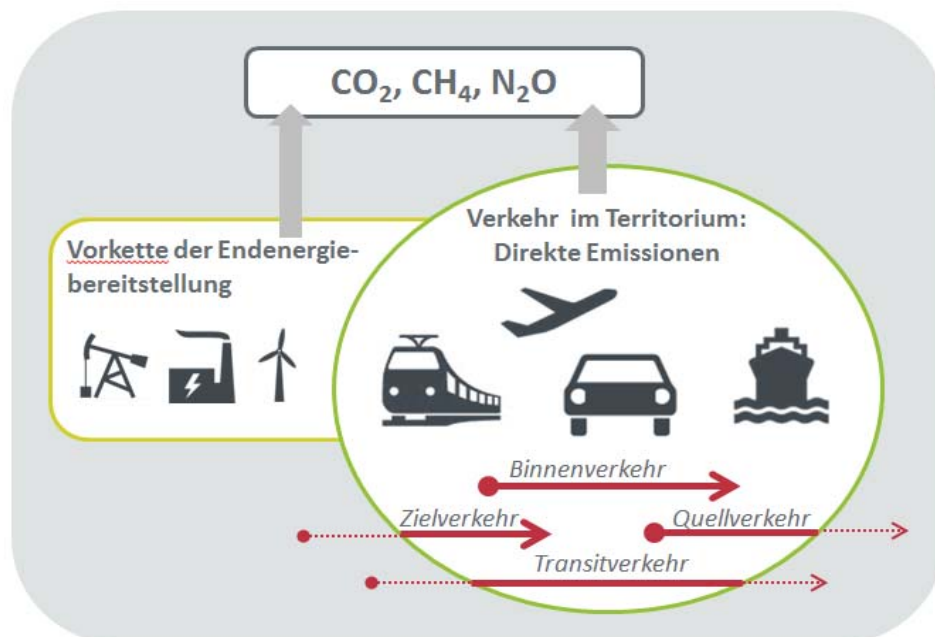 CO₂, CH₄, N₂O
Vorkette der Endenergie-
bereitstellung
Verkehr im Territorium:
Direkte Emissionen
Binnenverkehr
Zielverkehr
Quellverkehr
Transitverkehr